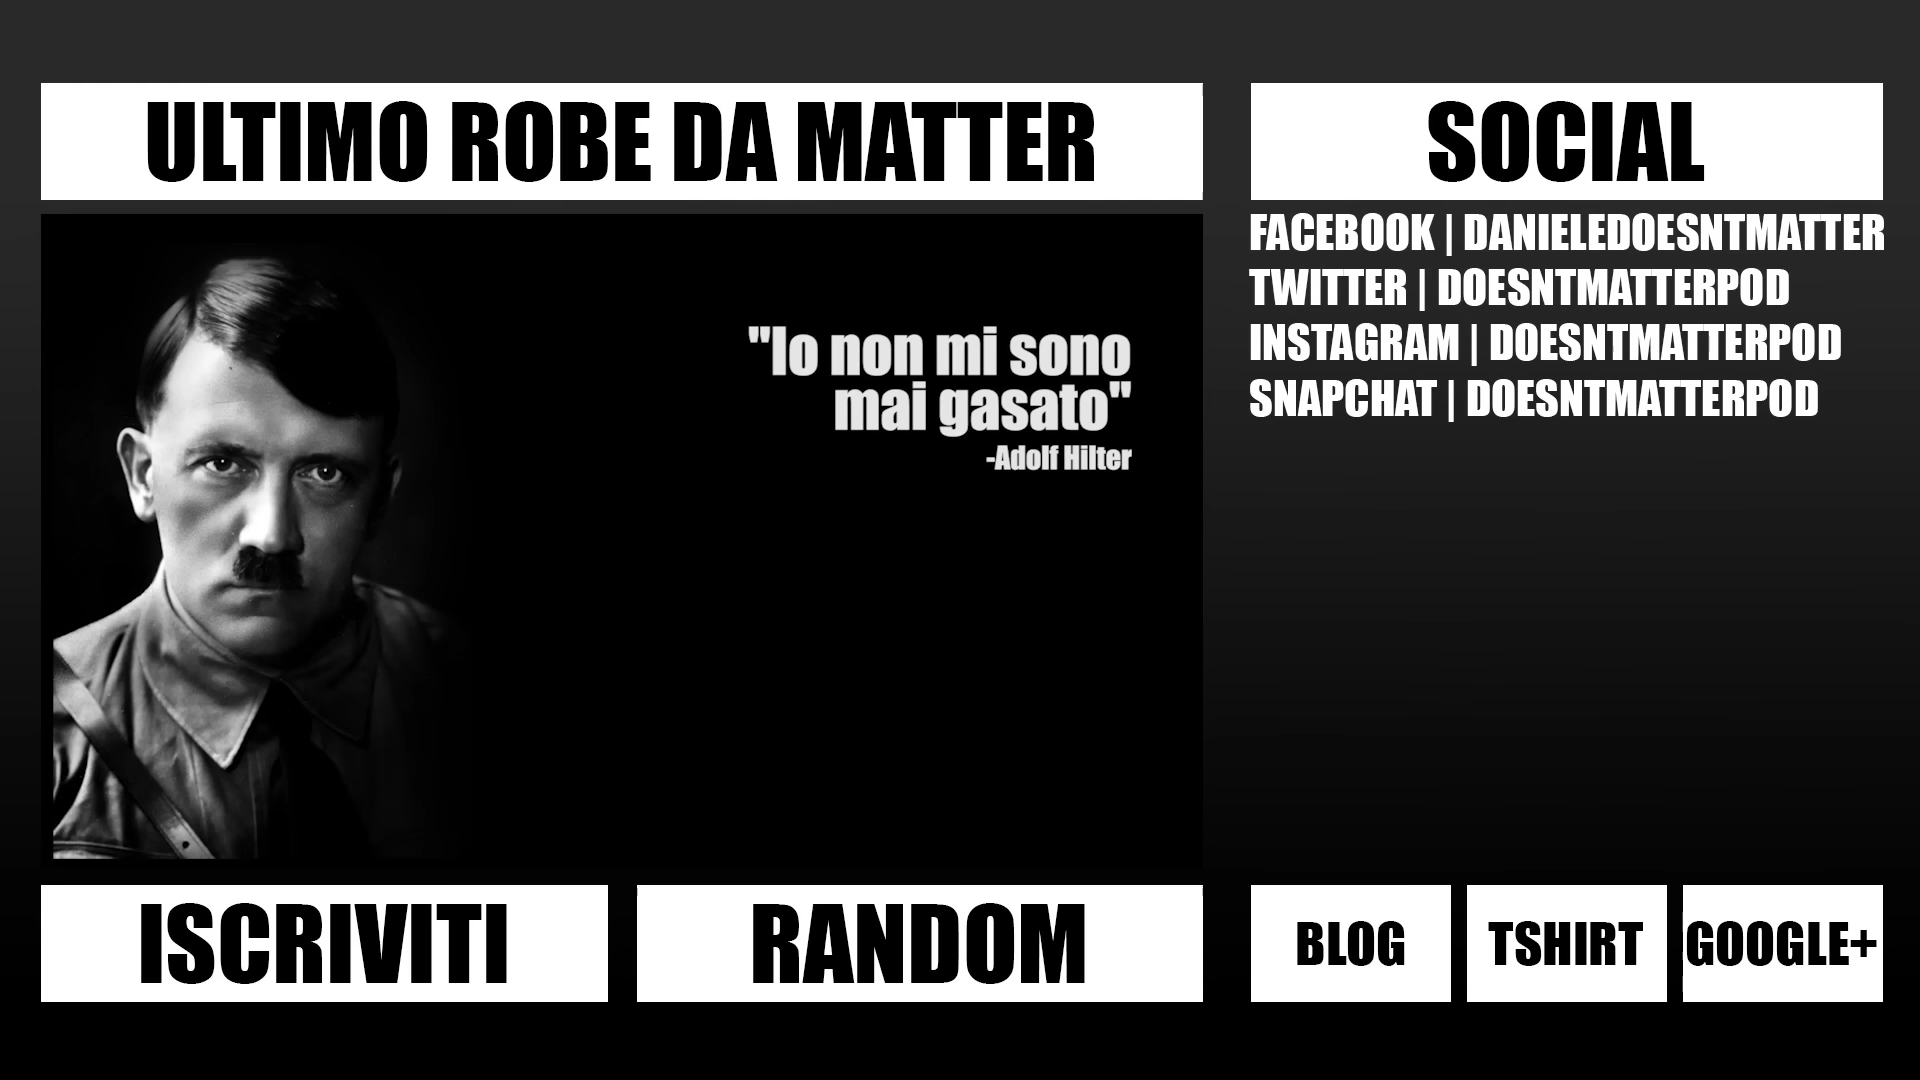 ULTIMO ROBE DA MATTER
"Io non mi sono
mai gasato"
-Adolf Hilter
SOCIAL
FACEBOOK | DANIELEDOESNTMATTER
TWITTER | DOESNTMATTERPOD
INSTAGRAM | DOESNTMATTERPOD
SNAPCHAT | DOESNTMATTERPOD
ISCRIVITI
RANDOM
BLOG
TSHIRT
GOOGLE+